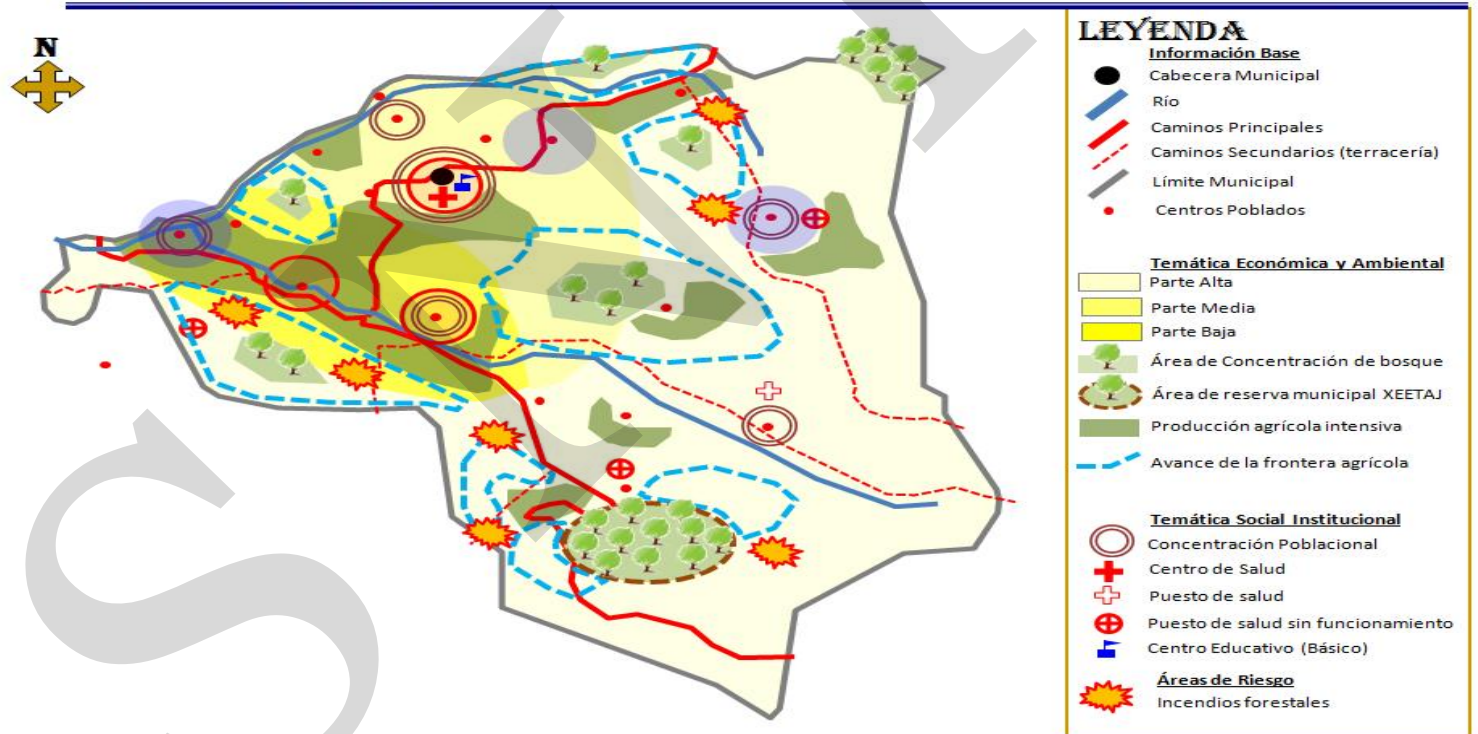 N
LEYENDA
Información Base
Cabecera Municipal
Río
Caminos Principales
Caminos Secundarios (terracería)
Límite Municipal
Centros Poblados
Temática Económica y Ambiental
Parte Alta
Parte Media
Parte Baja
Área de Concentración de bosque
Área de reserva municipal XEETAJ
Producción agrícola intensiva
Avance de la frontera agrícola
Temática Social Institucional
Concentración Poblacional
Centro de Salud
Puesto de salud
Puesto de salud sin funcionamiento
Centro Educativo (Básico)
Áreas de Riesgo
Incendios forestales